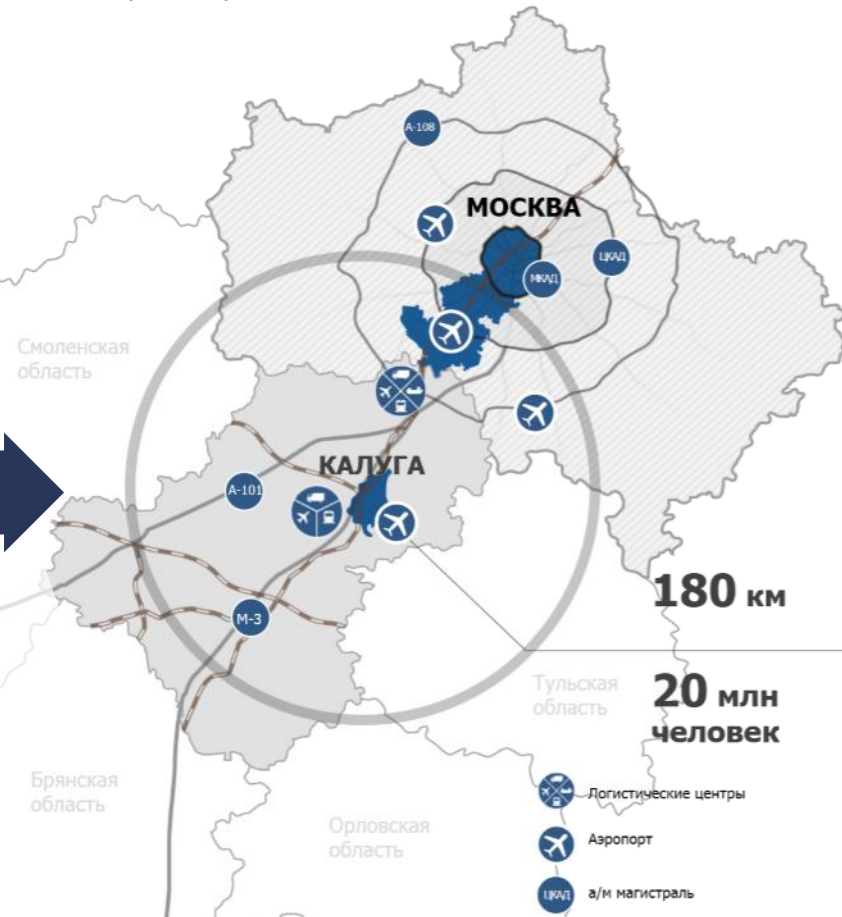 А-108
МОСКВА
ЦКАД
МКАД
Смоленская
область
КАЛУГА
А-101
180 км
М-3
Тульская
область
20 млн
человек
Брянская
область
Логистические центры
Орловская
область
Аэропорт
ЦКАД
а/м магистраль